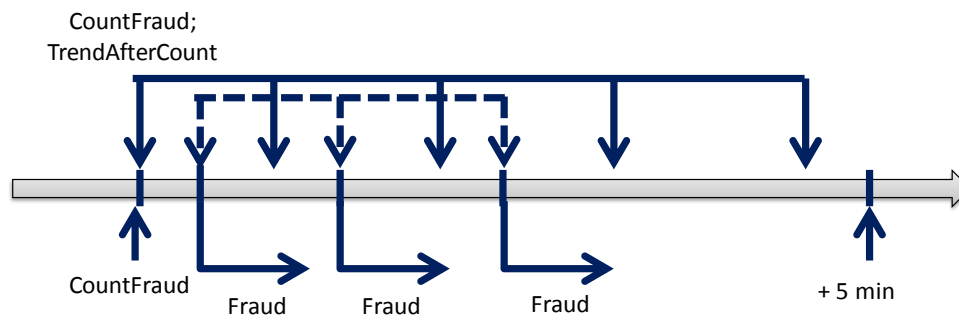 CountFraud;
TrendAfterCount
CountFraud
Fraud
Fraud
Fraud
+ 5 min